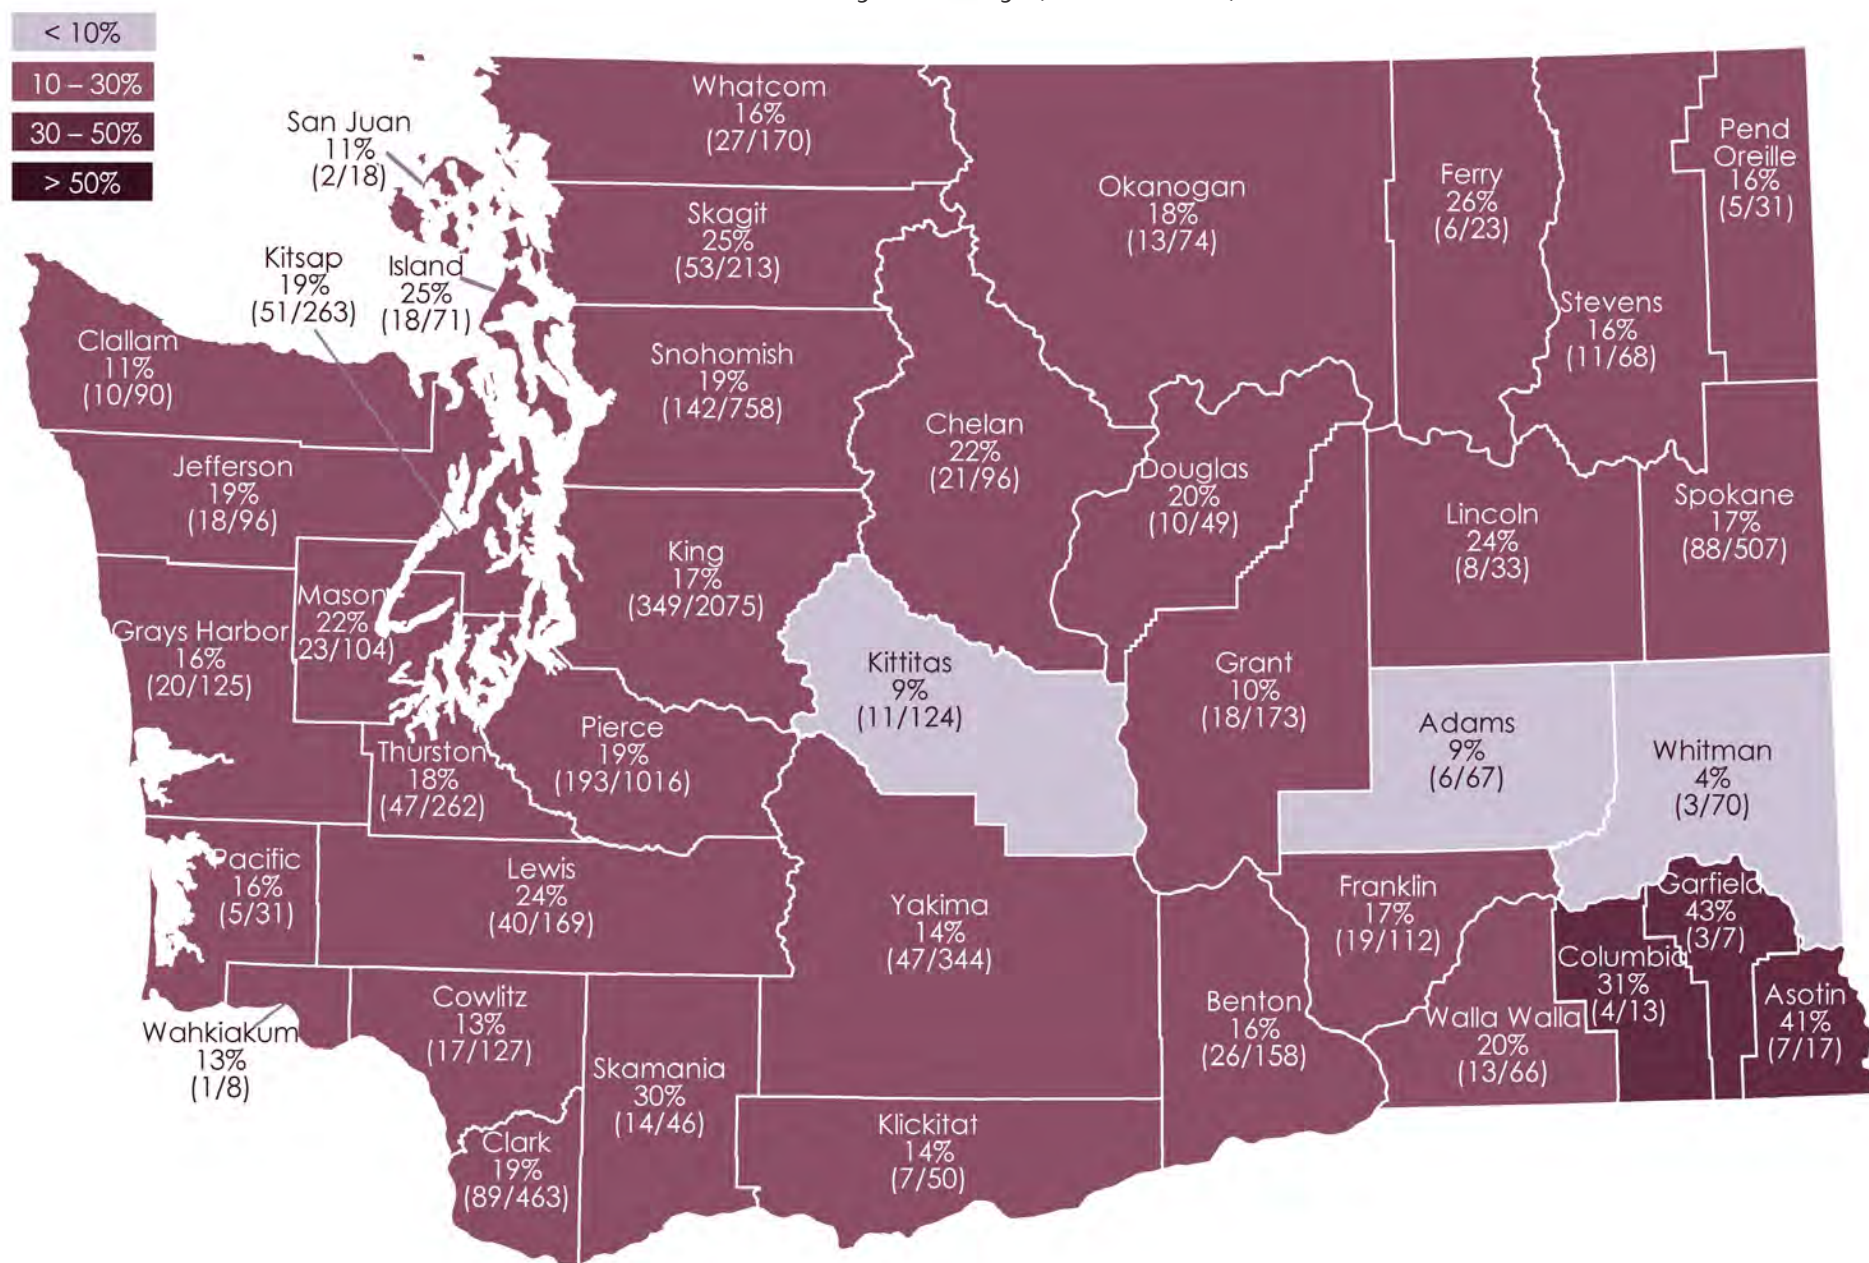 < 10%
10 – 30%
30 – 50%
> 50%
San Juan
11%
(2/18)
Kitsap
19%
(51/263)
Island
25%
(18/71)
Whatcom
16%
(27/170)
Skagit
25%
(53/213)
Snohomish
19%
(142/758)
King
17%
(349/2075)
Clallam
11%
(10/90)
Jefferson
19%
(18/96)
Mason
22%
(23/104)
Grays Harbor
16%
(20/125)
Thurston
18%
(47/262)
Pierce
19%
(193/1016)
Pacific
16%
(5/31)
Lewis
24%
(40/169)
Wahkiakum
13%
(1/8)
Cowlitz
13%
(17/127)
Clark
19%
(89/463)
Skamania
30%
(14/46)
Okanogan
18%
(13/74)
Chelan
22%
(21/96)
Douglas
20%
(10/49)
Kittitas
9%
(11/124)
Grant
10%
(18/173)
Yakima
14%
(47/344)
Klickitat
14%
(7/50)
Benton
16%
(26/158)
Ferry
26%
(6/23)
Stevens
16%
(11/68)
Pend
Oreille
16%
(5/31)
Lincoln
24%
(8/33)
Spokane
17%
(88/507)
Adams
9%
(6/67)
Whitman
4%
(3/70)
Franklin
17%
(19/112)
Walla Walla
20%
(13/66)
Columbia
31%
(4/13)
Garfield
43%
(3/7)
Asotin
41%
(7/17)